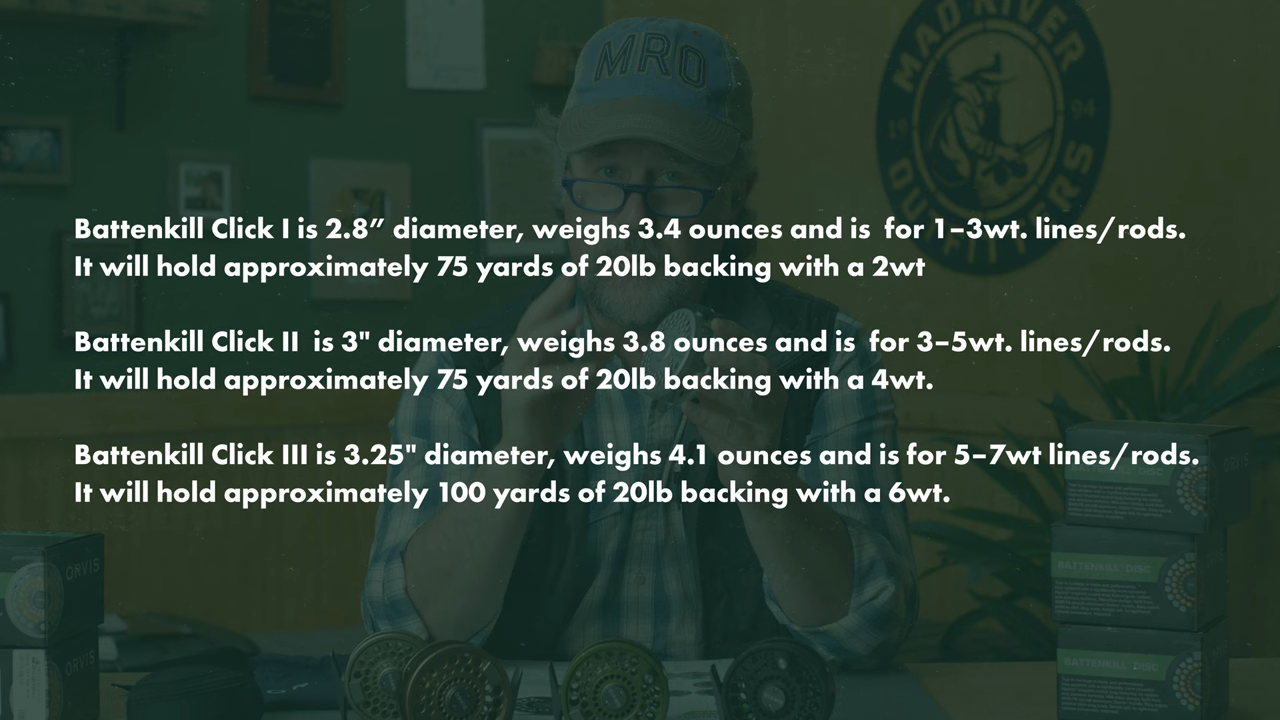 MRO
MAD RIVER
19 94
OUTFITTERS
Battenkill Click I is 2.8” diameter, weighs 3.4 ounces and is  for 1–3wt. lines/rods.
It will hold approximately 75 yards of 20lb backing with a 2wt
Battenkill Click II  is 3" diameter, weighs 3.8 ounces and is  for 3–5wt. lines/rods.
It will hold approximately 75 yards of 20lb backing with a 4wt.
Battenkill Click III is 3.25" diameter, weighs 4.1 ounces and is for 5–7wt lines/rods.
It will hold approximately 100 yards of 20lb backing with a 6wt.
ORVIS
ORVIS
ORVIS
BATTENKILL DISC
BATTENKILL DISC